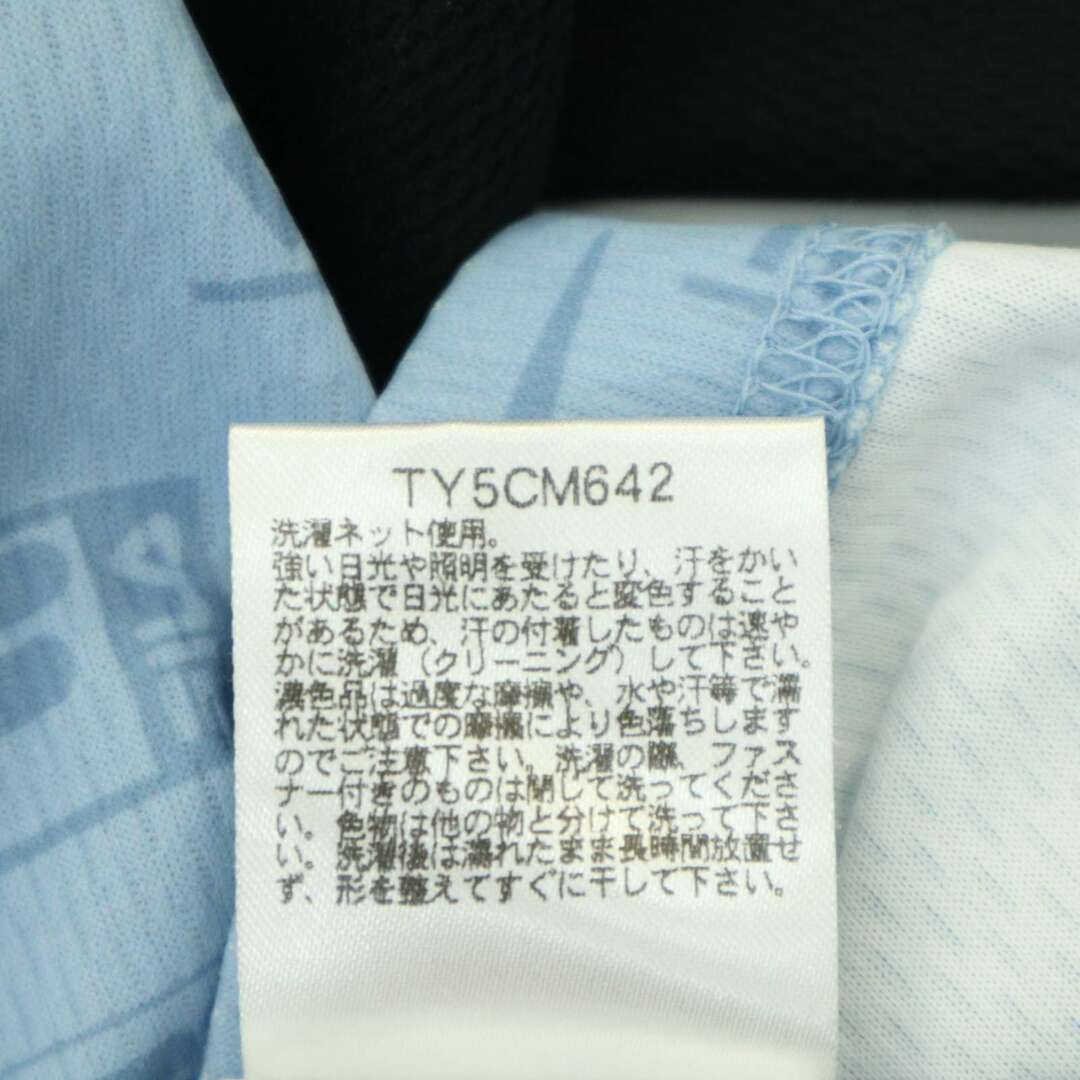 TY5CM642
洗濯ネット使用。
強い日光や照明を受けたり、汗をかい
た状態で日光にあたると変色すること
があるため、汗の付着したものは速や
かに洗濯（クリーニング）して下さい。
濃色品は過度な摩擦や、水や汗等で濡
れた状態での摩擦により色落ちします
のでご注意下さい。洗濯の際、ファス
ナー付きのものは閉じて洗ってくださ
い。色物は他の物と分けて洗って下さ
い。洗濯後は濡れたまま長時間放置せ
ず、形を整えてすぐに干して下さい。